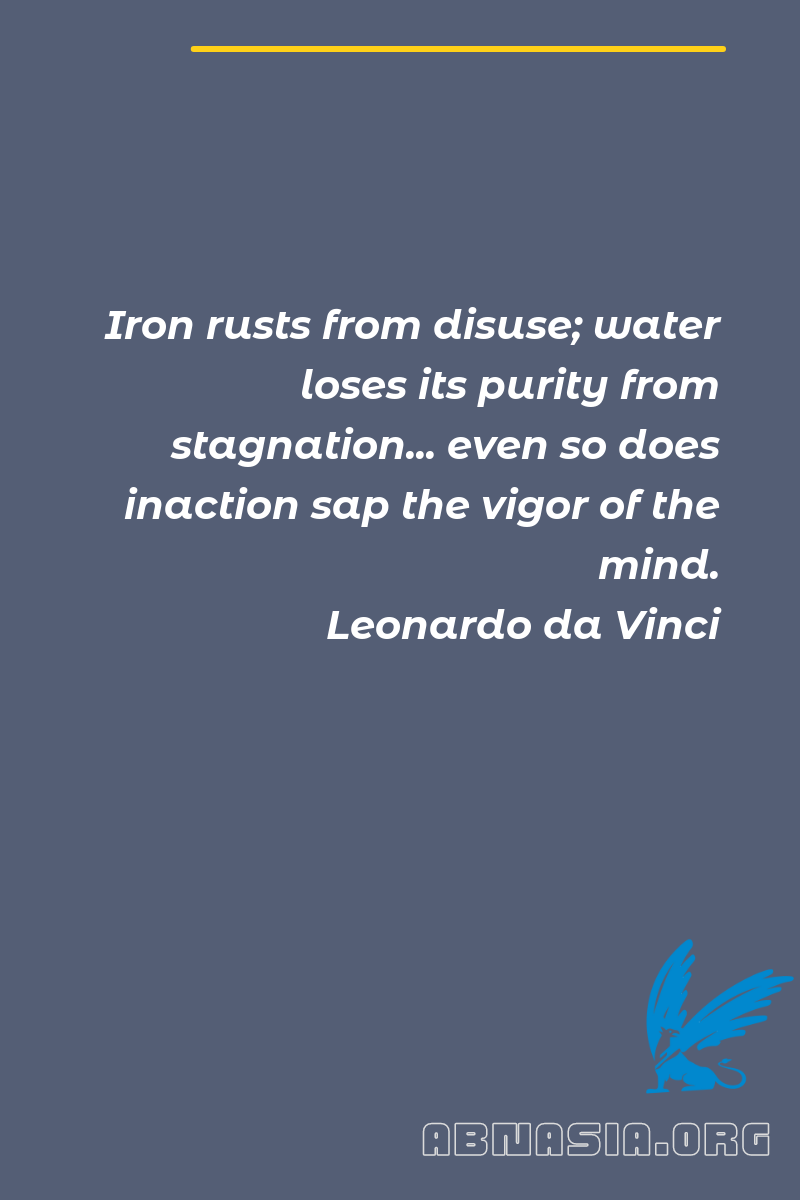 Iron rusts from disuse; water
loses its purity from
stagnation... even so does
inaction sap the vigor of the
mind.
Leonardo da Vinci
ABNASIA.ORG